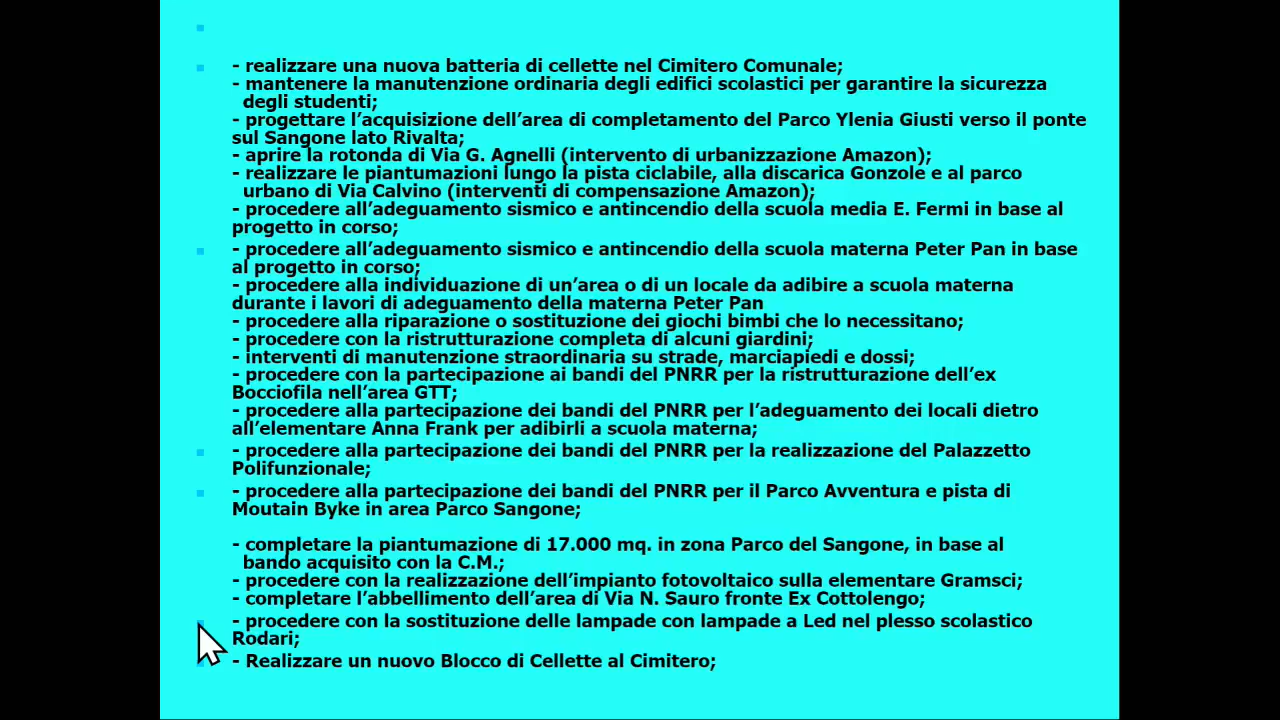 - realizzare una nuova batteria di cellette nel Cimitero Comunale;
- mantenere la manutenzione ordinaria degli edifici scolastici per garantire la sicurezza
degli studenti;
- progettare l’acquisizione dell’area di completamento del Parco Ylenia Giusti verso il ponte
sul Sangone lato Rivalta;
- aprire la rotonda di Via G. Agnelli (intervento di urbanizzazione Amazon);
- realizzare le piantumazioni lungo la pista ciclabile, alla discarica Gonzole e al parco
urbano di Via Calvino (interventi di compensazione Amazon);
- procedere all’adeguamento sismico e antincendio della scuola media E. Fermi in base al
progetto in corso;
- procedere all’adeguamento sismico e antincendio della scuola materna Peter Pan in base
al progetto in corso;
- procedere alla individuazione di un’area o di un locale da adibire a scuola materna
durante i lavori di adeguamento della materna Peter Pan
- procedere alla riparazione o sostituzione dei giochi bimbi che lo necessitano;
- procedere con la ristrutturazione completa di alcuni giardini;
- interventi di manutenzione straordinaria su strade, marciapiedi e dossi;
- procedere con la partecipazione ai bandi del PNRR per la ristrutturazione dell’ex
Bocciofila nell’area GTT;
- procedere alla partecipazione dei bandi del PNRR per l’adeguamento dei locali dietro
all’elementare Anna Frank per adibirli a scuola materna;
- procedere alla partecipazione dei bandi del PNRR per la realizzazione del Palazzetto
Polifunzionale;
- procedere alla partecipazione dei bandi del PNRR per il Parco Avventura e pista di
Moutain Byke in area Parco Sangone;
- completare la piantumazione di 17.000 mq. in zona Parco del Sangone, in base al
bando acquisito con la C.M.;
- procedere con la realizzazione dell’impianto fotovoltaico sulla elementare Gramsci;
- completare l’abbellimento dell’area di Via N. Sauro fronte Ex Cottolengo;
- procedere con la sostituzione delle lampade con lampade a Led nel plesso scolastico
Rodari;
- Realizzare un nuovo Blocco di Cellette al Cimitero;